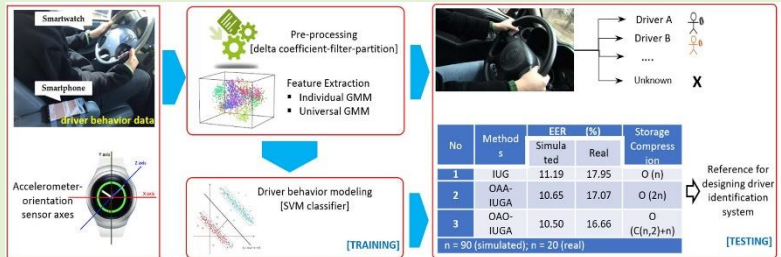 Smartwatch
Smartphone
driver behavior data
Accelerometer-
orientation
sensor axes
Y axis
Z axis
X axis
Pre-processing
[delta coefficient-filter-partition]
Feature Extraction
▪ Individual GMM
▪ Universal GMM
Driver behavior modeling
[SVM classifier]
[TRAINING]
Driver A
Driver B
....
Unknown
X
No
Method
s
EER (%)
Simula
ted
Real
Storage
Compress
ion
1
IUG
11.19
17.95
O (n)
2
OAA-
IUGA
10.65
17.07
O (2n)
3
OAO-
IUGA
10.50
16.66
O
(C(n,2)+n)
n = 90 (simulated); n = 20 (real)
Reference for
designing driver
identification
system
[TESTING]